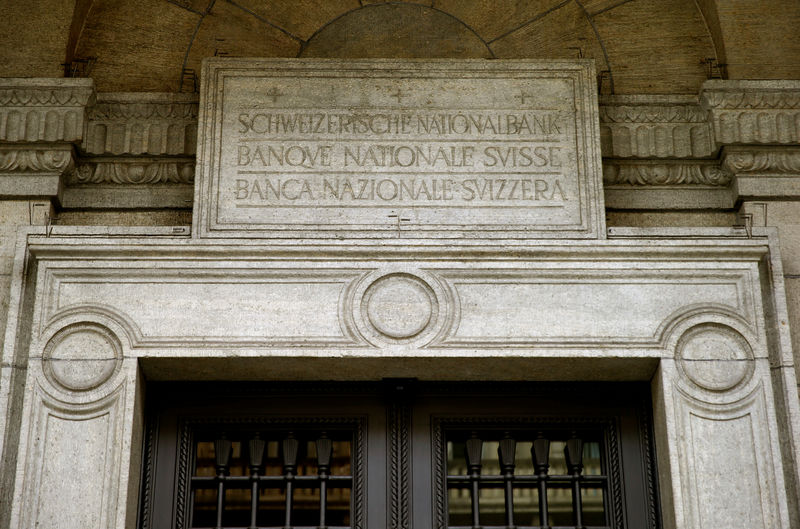 SCHWEIZERISCHE NATIONALBANK
BANQVE NATIONALE SVISSE
BANCA NAZIONALE SVIZZERA